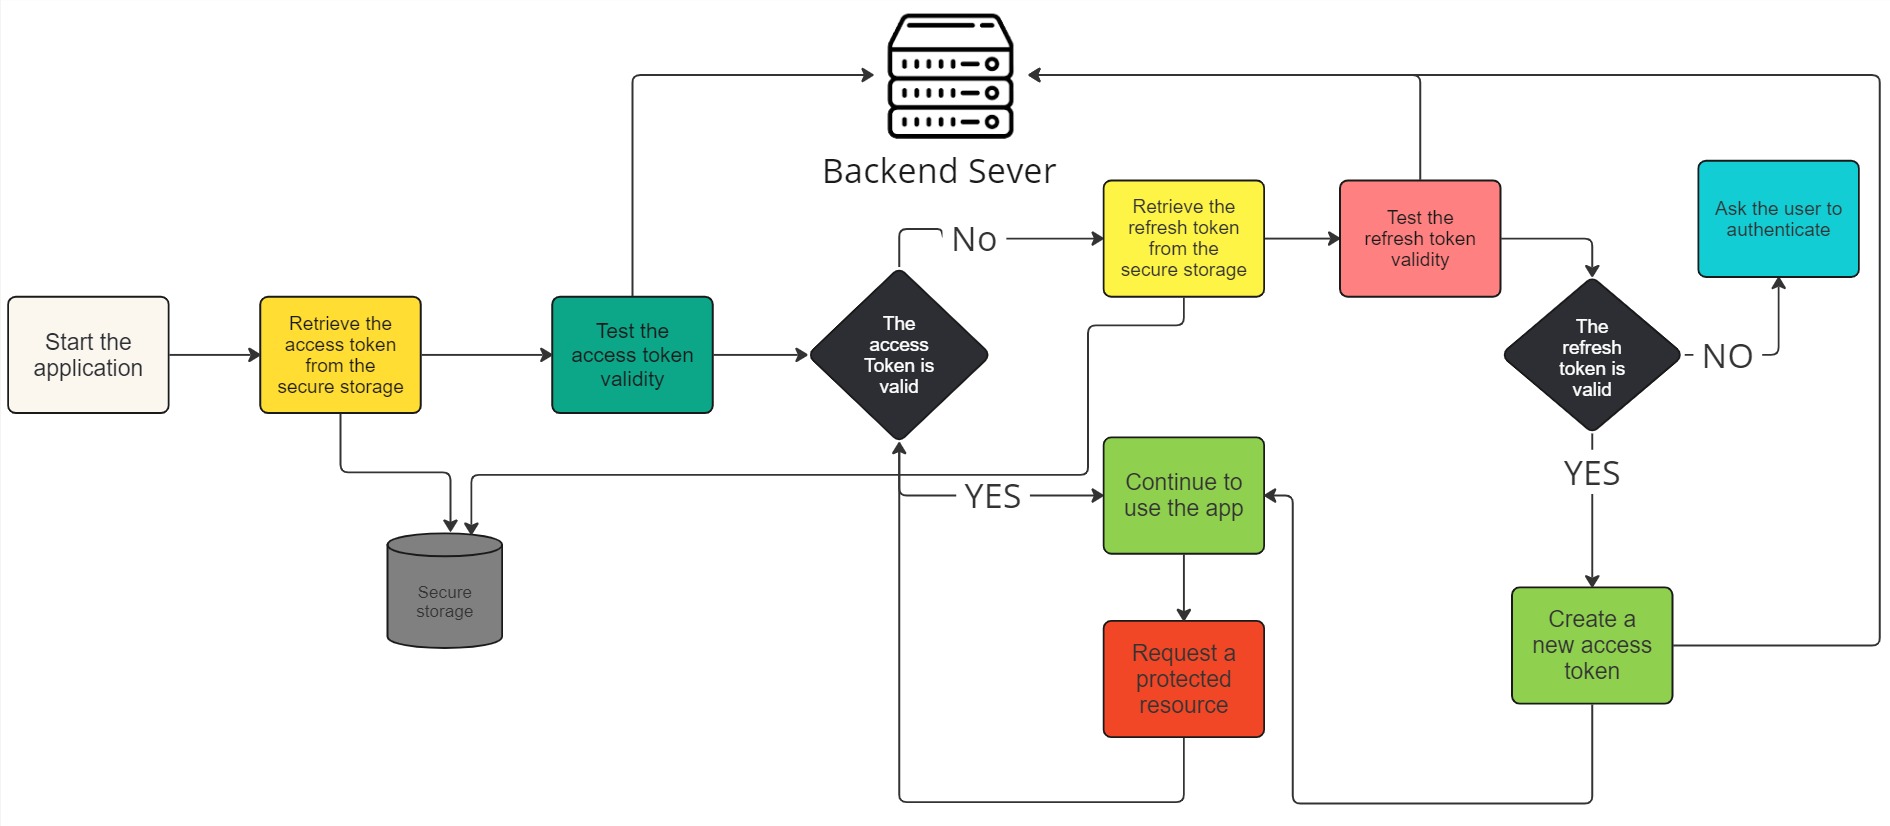 Backend Sever
Start the
application
Retrieve the
access token
from the
secure storage
Test the
access token
validity
The
access
Token is
valid
No
Retrieve the
refresh token
from the
secure storage
Test the
refresh token
validity
The
refresh
token is
valid
NO
Ask the user to
authenticate
YES
Continue to
use the app
YES
Secure
storage
Request a
protected
resource
Create a
new access
token